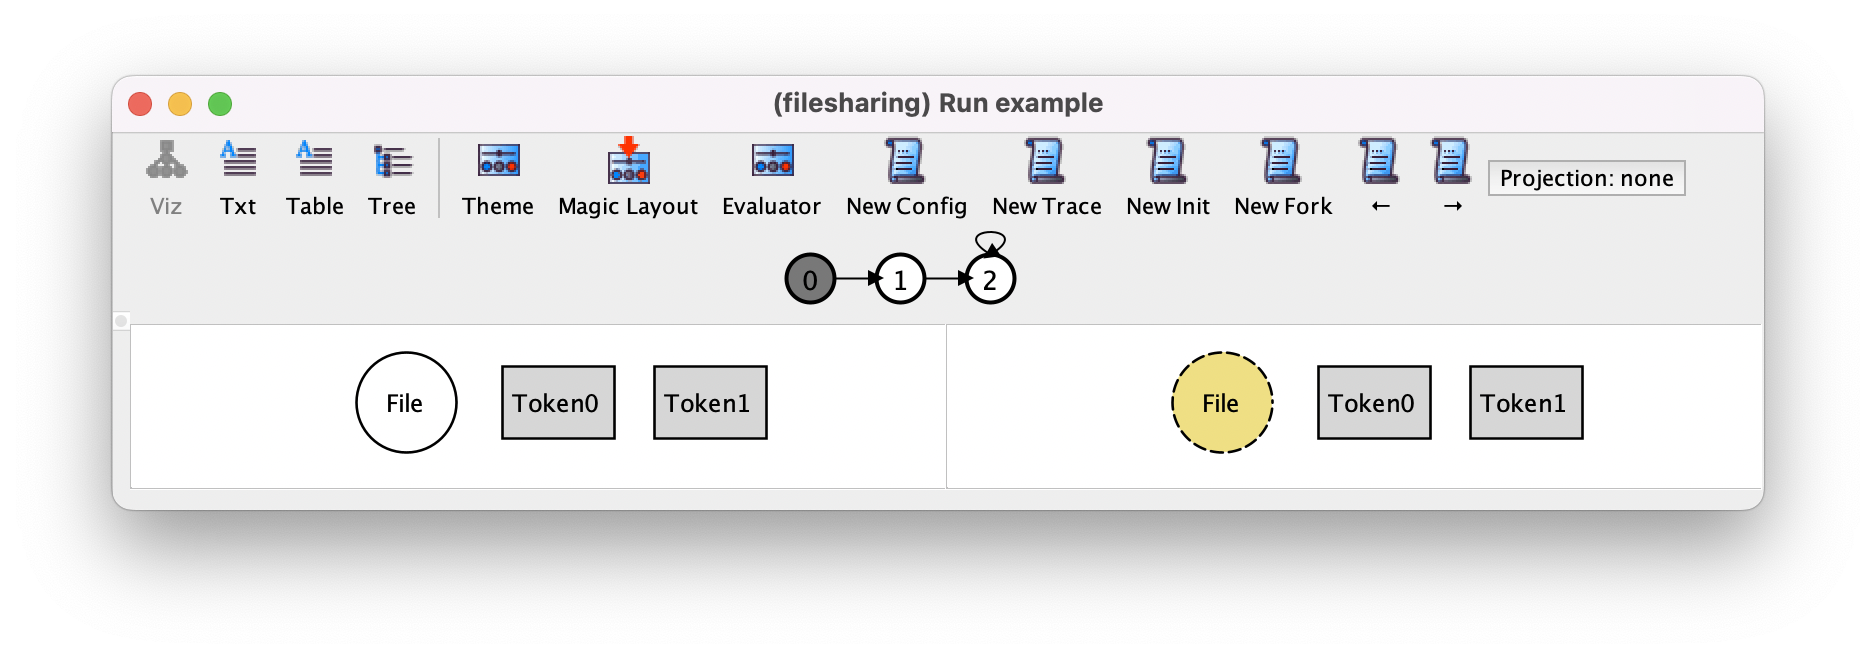 (filesharing) Run example
Viz Txt Table Tree Theme Magic Layout Evaluator New Config New Trace New Init New Fork ← → Projection: none
0 1 2
File Token0 Token1 File Token0 Token1